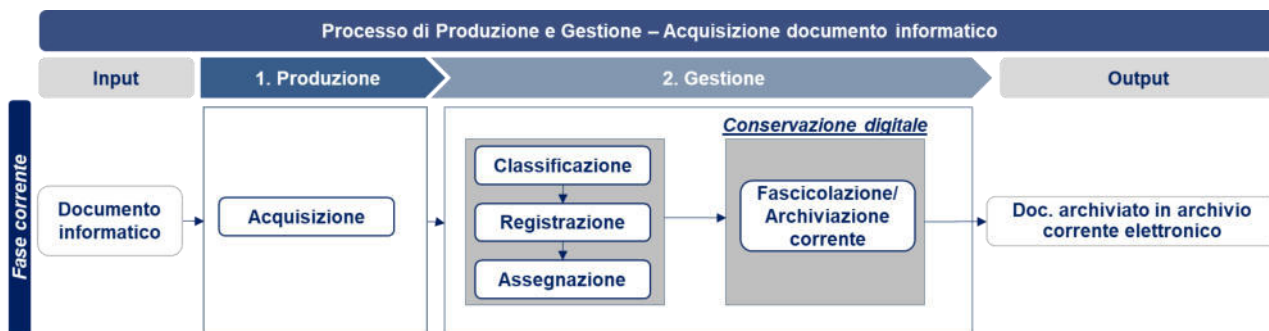 Processo di Produzione e Gestione – Acquisizione documento informatico
Input
1. Produzione
2. Gestione
Output
Fase corrente
Documento
informatico
Acquisizione
Classificazione
Registrazione
Assegnazione
Conservazione digitale
Fascicolazione/
Archiviazione
corrente
Doc. archiviato in archivio
corrente elettronico